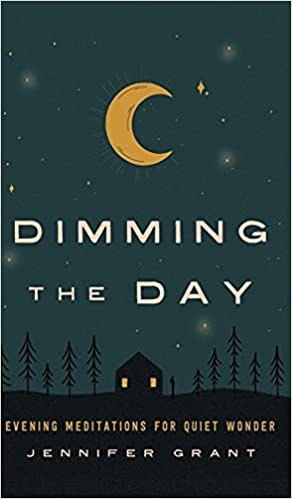 DIMMING
THE DAY
EVENING MEDITATIONS FOR QUIET WONDER
JENNIFER GRANT